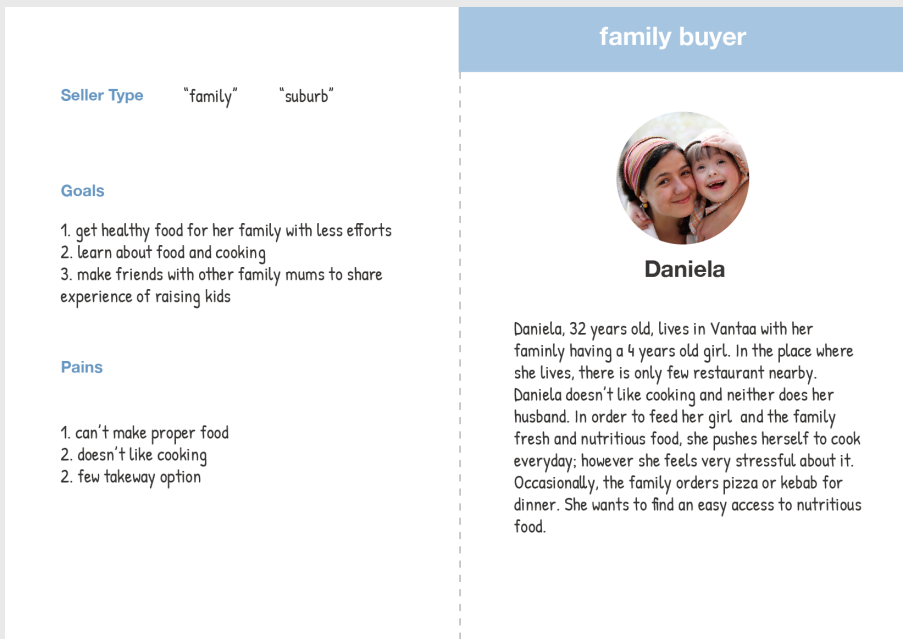 family buyer
Seller Type "family" "suburb"
Goals
1. get healthy food for her family with less efforts
2. learn about food and cooking
3. make friends with other family mums to share
experience of raising kids
Pains
1. can't make proper food
2. doesn't like cooking
2. few takeway option
Daniela
Daniela, 32 years old, lives in Vantaa with her
faminly having a 4 years old girl. In the place where
she lives, there is only few restaurant nearby.
Daniela doesn't like cooking and neither does her
husband. In order to feed her girl and the family
fresh and nutritious food, she pushes herself to cook
everyday; however she feels very stressful about it.
Occasionally, the family orders pizza or kebab for
dinner. She wants to find an easy access to nutritious
food.